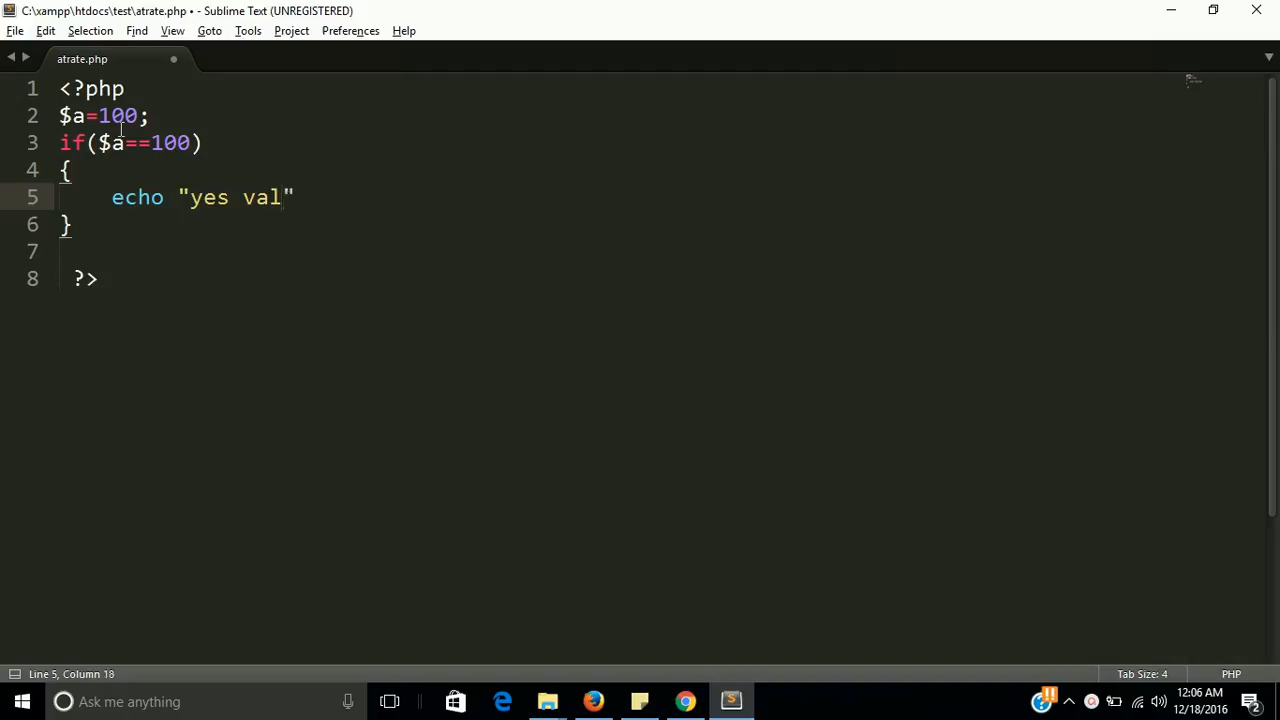 C:\xampp\htdocs\test\atrate.php • - Sublime Text (UNREGISTERED)
File Edit Selection Find View Goto Tools Project Preferences Help
atrate.php
1 <?php
2 $a=100;
3 if($a==100)
4 {
5 echo "yes val"
6 }
7
8 ?>
Line 5, Column 18 Tab Size: 4 PHP
Ask me anything
12:06 AM
12/18/2016
2